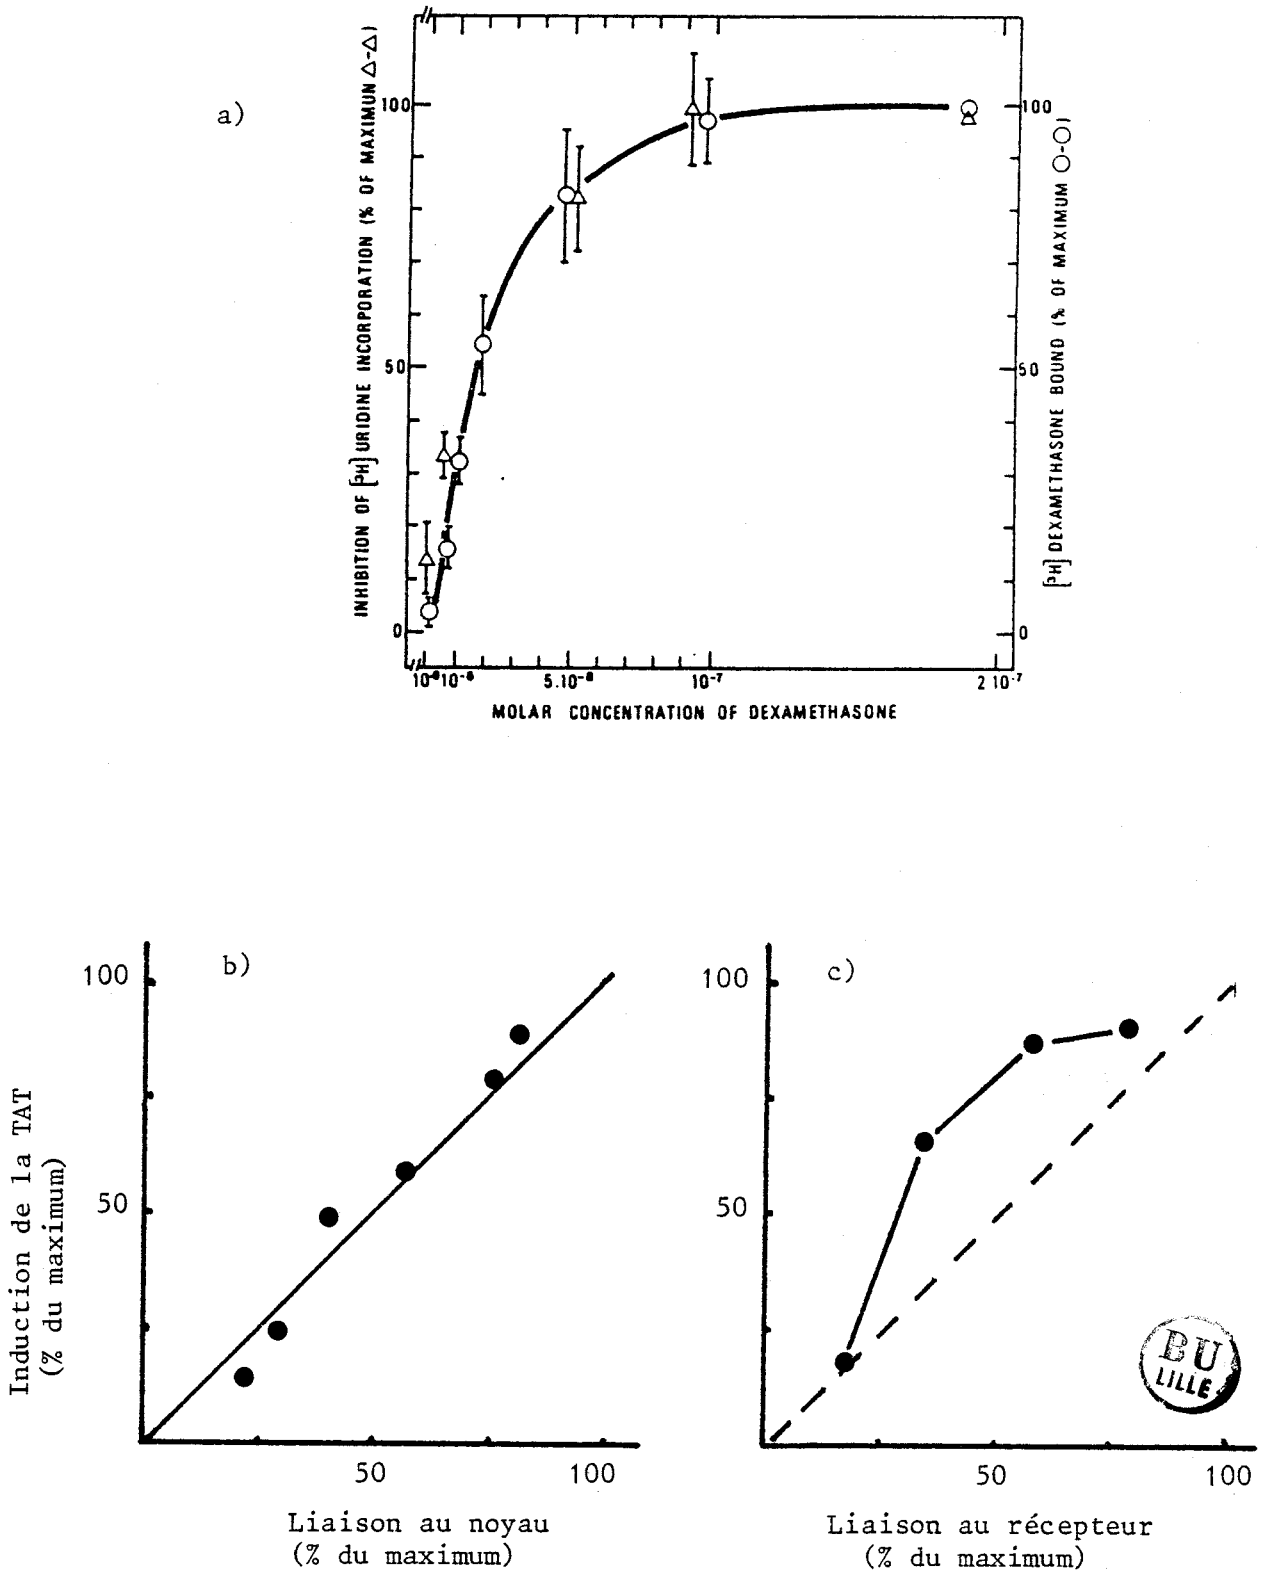 a)
INHIBITION OF [³H] URIDINE INCORPORATION (% OF MAXIMUN △-△)
100
50
0
100
50
0
[³H] DEXAMETHASONE BOUND (% OF MAXIMUM ○-○)
5.10⁻⁸
10⁻⁷
2 10⁻⁷
MOLAR CONCENTRATION OF DEXAMETHASONE
b)
100
50
Induction de la TAT
(% du maximum)
50
100
Liaison au noyau
(% du maximum)
c)
100
50
50
100
Liaison au récepteur
(% du maximum)
BU
LILLE